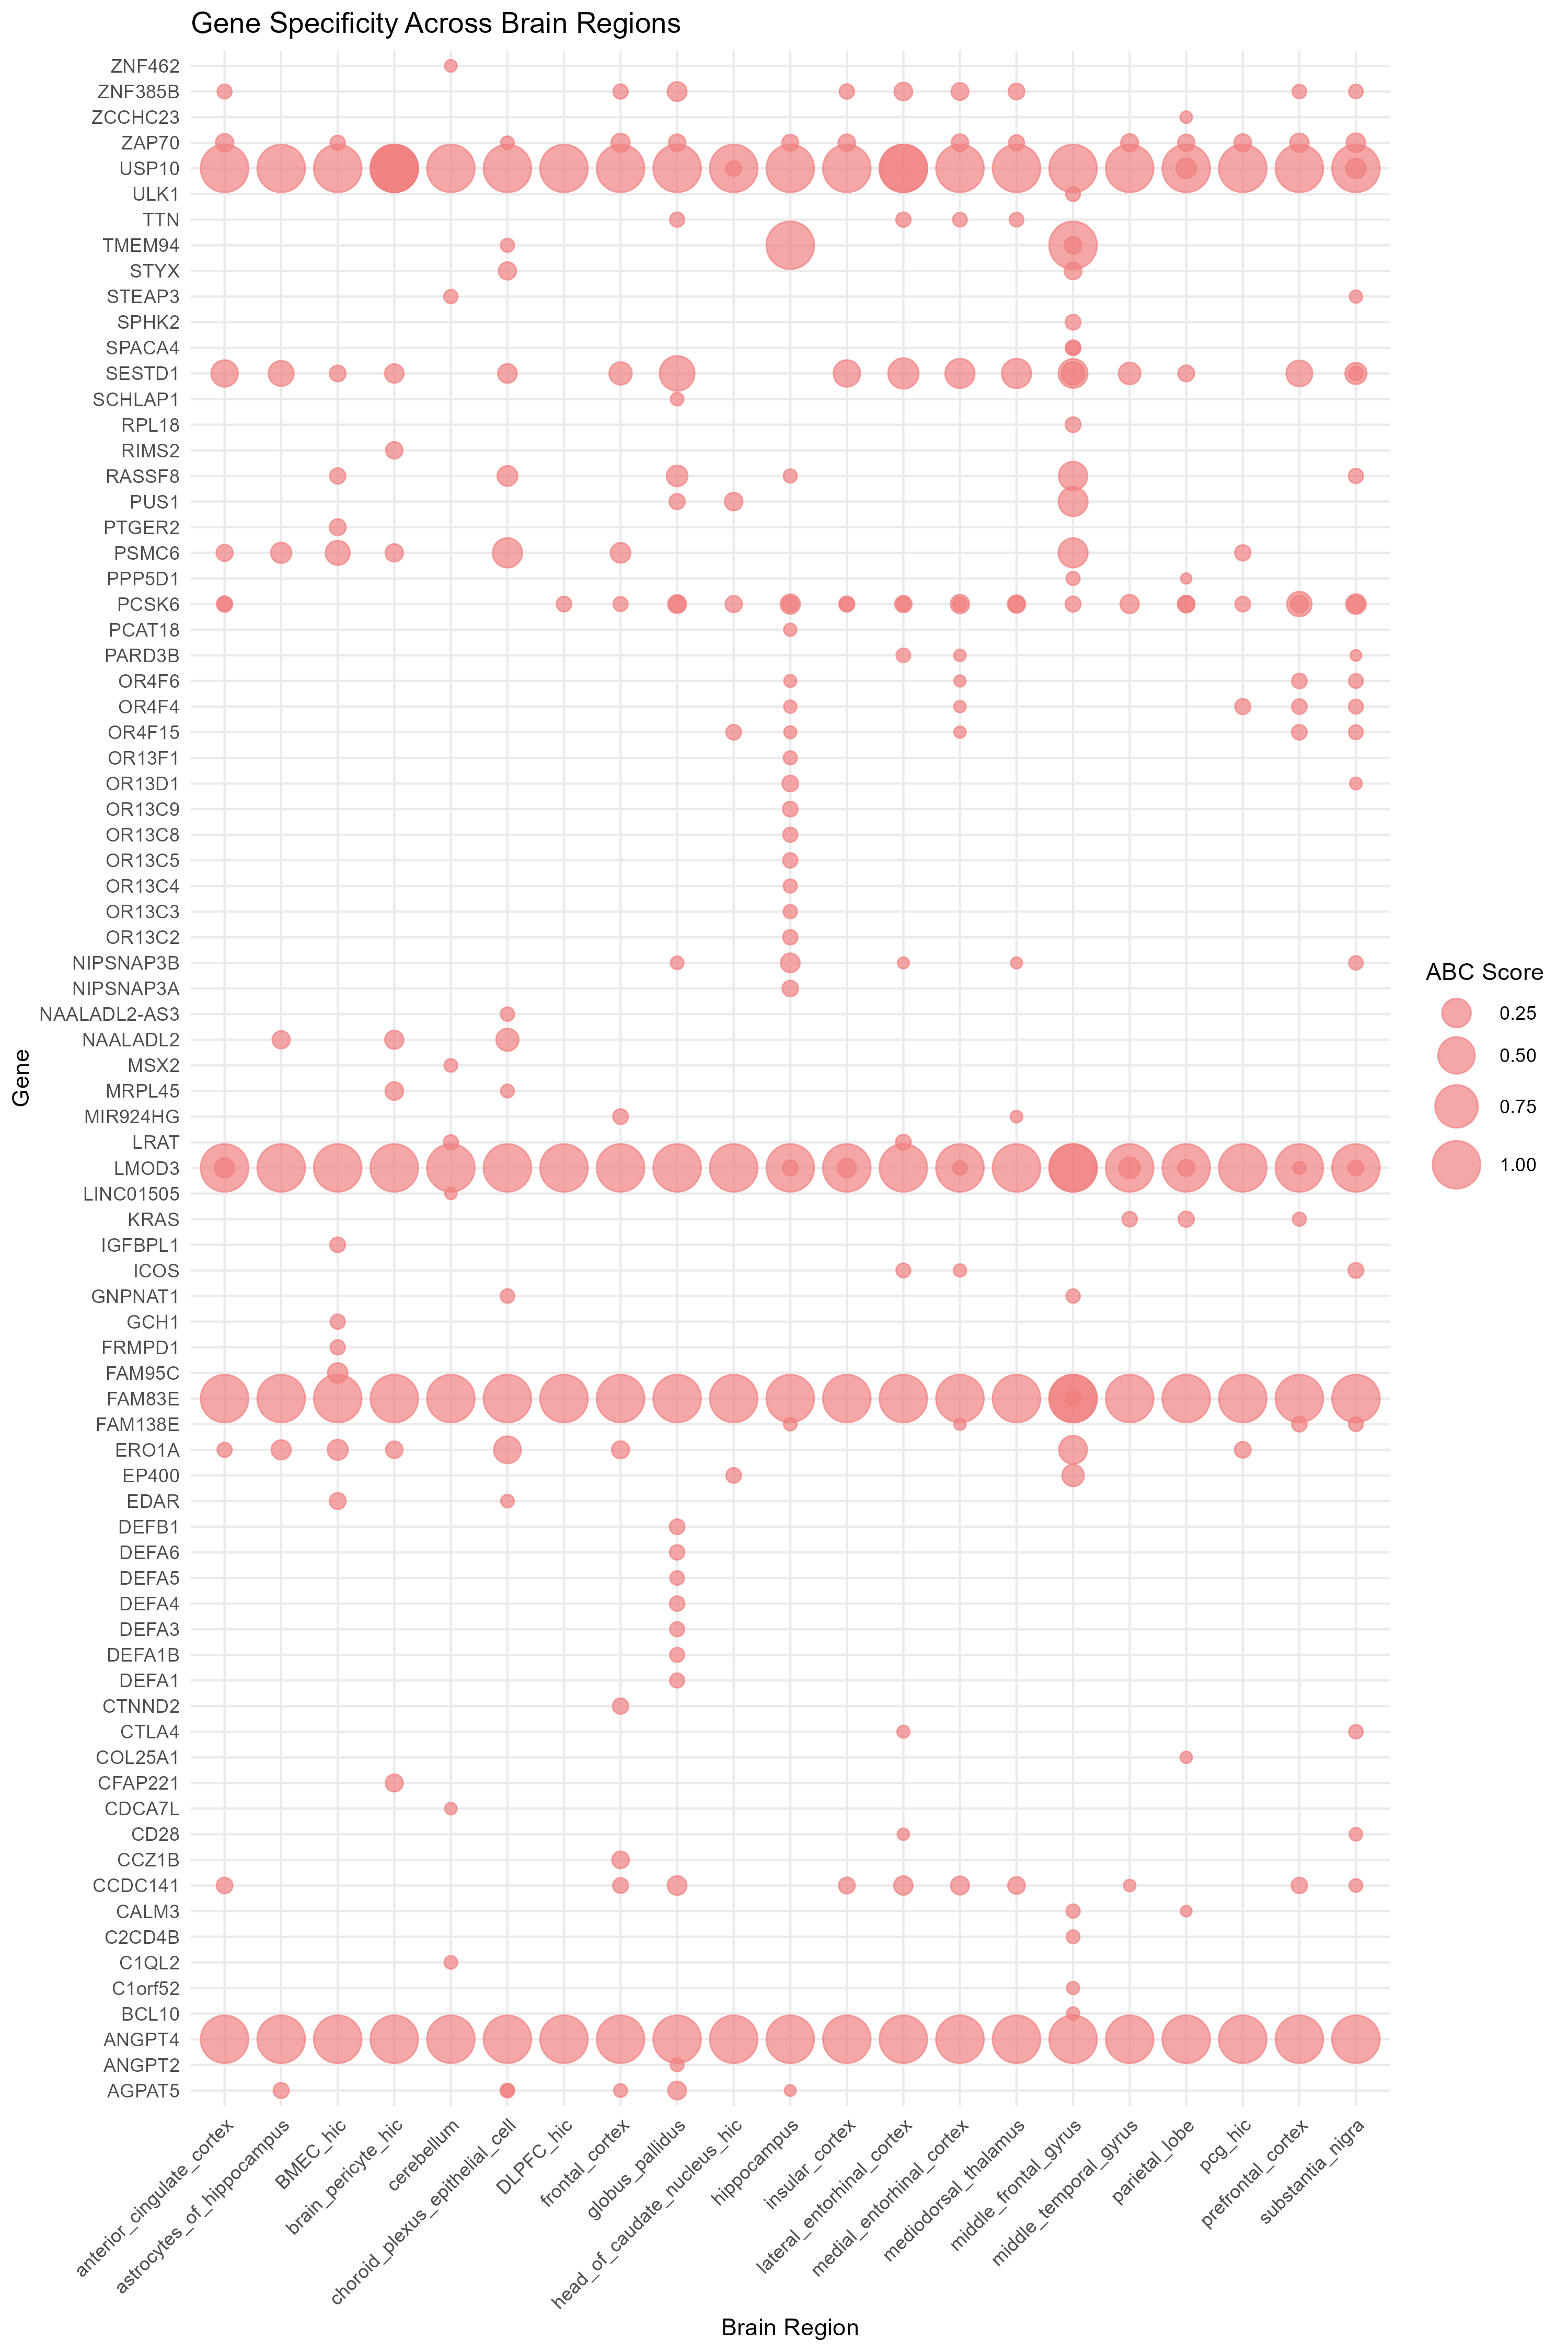 Gene Specificity Across Brain Regions
Gene
ZNF462
ZNF385B
ZCCHC23
ZAP70
USP10
ULK1
TTN
TMEM94
STYX
STEAP3
SPHK2
SPACA4
SESTD1
SCHLAP1
RPL18
RIMS2
RASSF8
PUS1
PTGER2
PSMC6
PPP5D1
PCSK6
PCAT18
PARD3B
OR4F6
OR4F4
OR4F15
OR13F1
OR13D1
OR13C9
OR13C8
OR13C5
OR13C4
OR13C3
OR13C2
NIPSNAP3B
NIPSNAP3A
NAALADL2-AS3
NAALADL2
MSX2
MRPL45
MIR924HG
LRAT
LMOD3
LINC01505
KRAS
IGFBPL1
ICOS
GNPNAT1
GCH1
FRMPD1
FAM95C
FAM83E
FAM138E
ERO1A
EP400
EDAR
DEFB1
DEFA6
DEFA5
DEFA4
DEFA3
DEFA1B
DEFA1
CTNND2
CTLA4
COL25A1
CFAP221
CDCA7L
CD28
CCZ1B
CCDC141
CALM3
C2CD4B
C1QL2
C1orf52
BCL10
ANGPT4
ANGPT2
AGPAT5
anterior_cingulate_cortex
astrocytes_of_hippocampus
BMEC_hic
brain_pericyte_hic
cerebellum
choroid_plexus_epithelial_cell
DLPFC_hic
frontal_cortex
globus_pallidus
head_of_caudate_nucleus_hic
hippocampus
insular_cortex
lateral_entorhinal_cortex
medial_entorhinal_cortex
mediodorsal_thalamus
middle_frontal_gyrus
middle_temporal_gyrus
parietal_lobe
pcg_hic
prefrontal_cortex
substantia_nigra
Brain Region
ABC Score
0.25
0.50
0.75
1.00